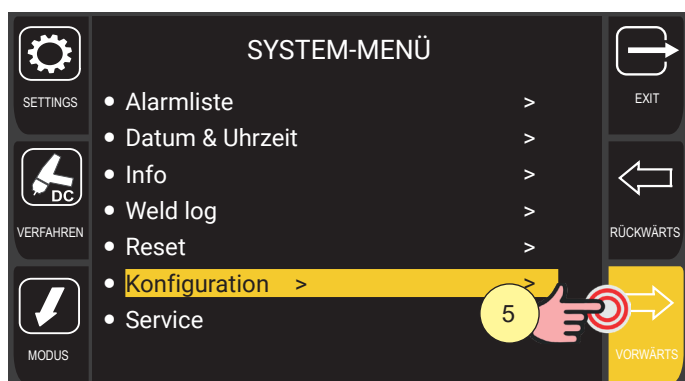 SYSTEM-MENÜ
SETTINGS
DC
VERFAHREN
MODUS
• Alarmliste >
• Datum & Uhrzeit >
• Info >
• Weld log >
• Reset >
• Konfiguration > >
• Service
5
EXIT
RÜCKWÄRTS
VORWÄRTS